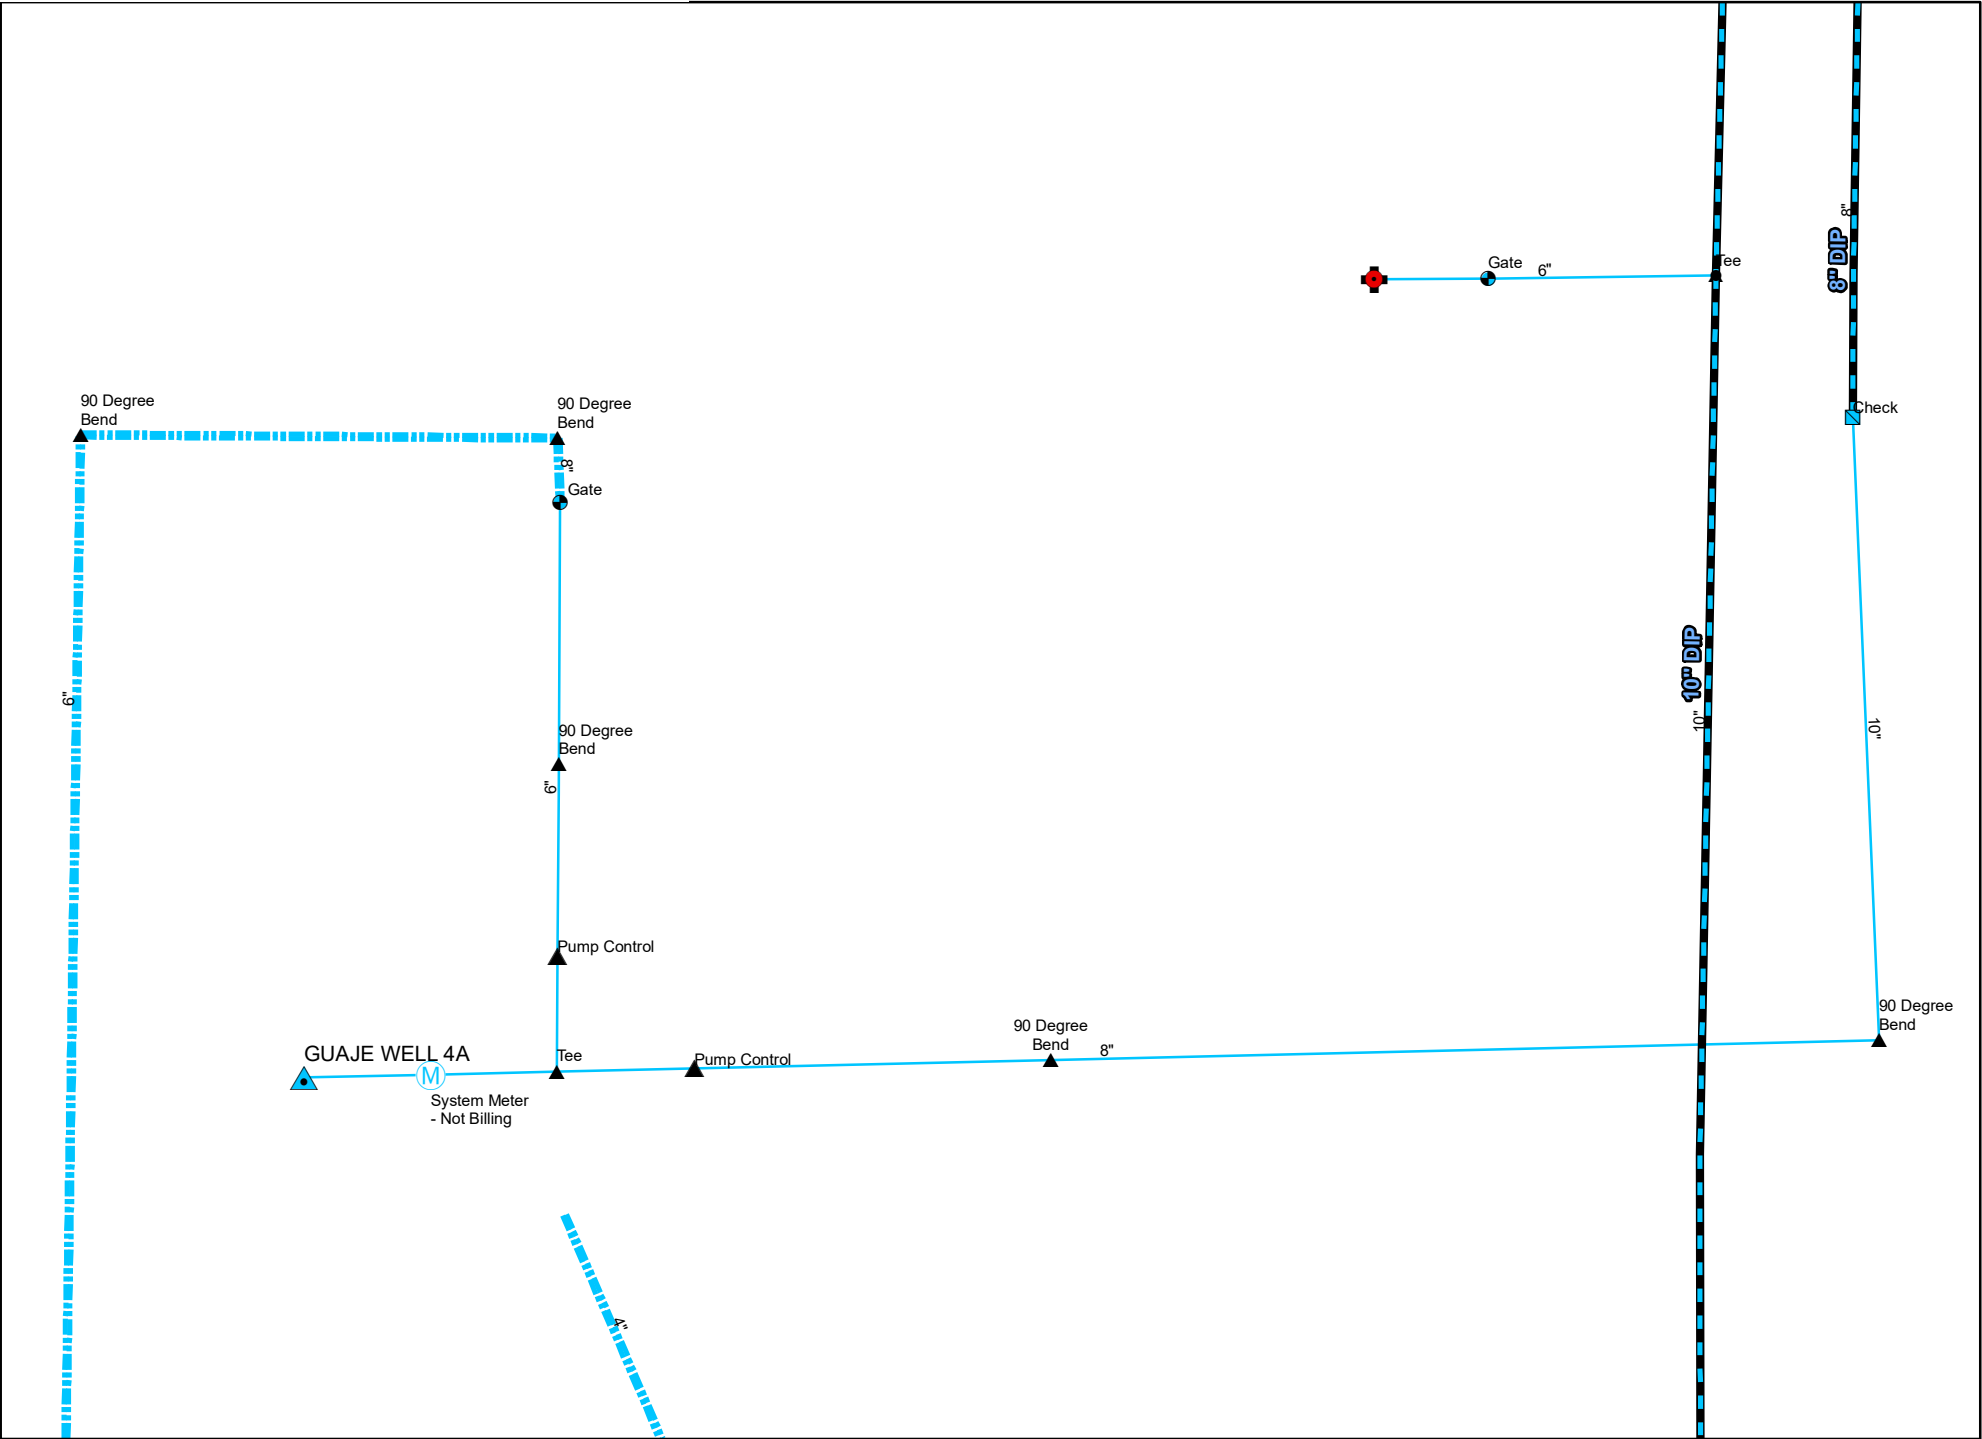 8"
8" DIP
Gate
6"
Tee
90 Degree
Bend
90 Degree
Bend
Check
8"
Gate
10" DIP
10"
6"
10"
90 Degree
Bend
6"
Pump Control
90 Degree
Bend
90 Degree
Bend
8"
GUAJE WELL 4A
M
Tee
Pump Control
System Meter
- Not Billing
4"